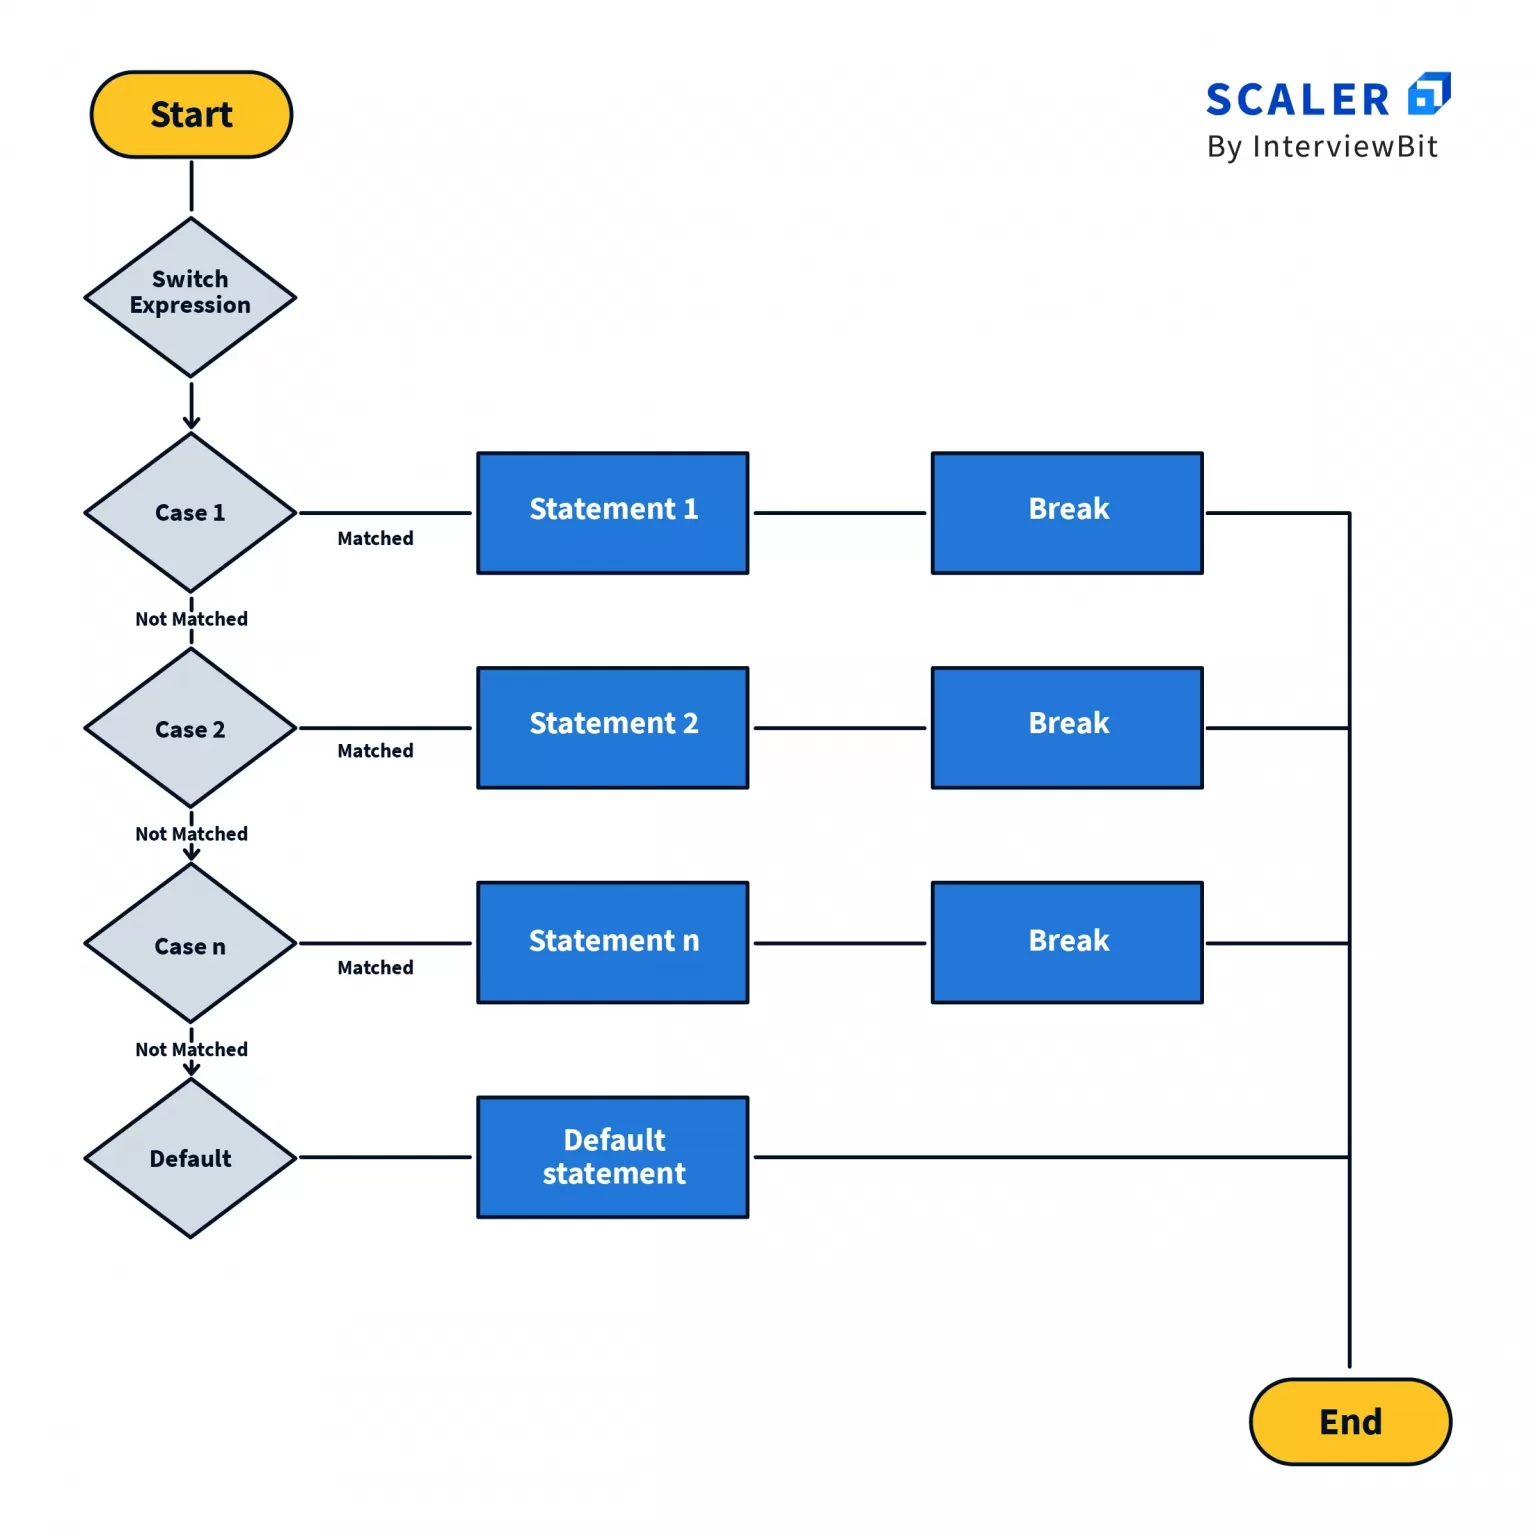 Start
SCALER
By InterviewBit
Switch
Expression
Case 1
Matched
Statement 1
Break
Not Matched
Case 2
Matched
Statement 2
Break
Not Matched
Case n
Matched
Statement n
Break
Not Matched
Default
Default
statement
End